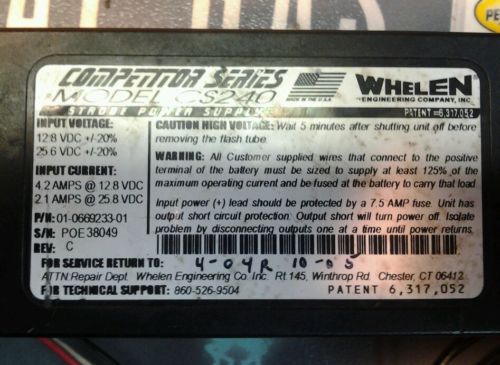 COMPETITOR SERIES
MODEL CS240
STROBE POWER SUPPLY
MADE IN THE U.S.A.
WHELEN
ENGINEERING COMPANY, INC.
PATENT #6,317,052
INPUT VOLTAGE:
12.8 VDC +/-20%
25.6 VDC +/-20%
INPUT CURRENT:
4.2 AMPS @ 12.8 VDC
2.1 AMPS @ 25.8 VDC
P/N: 01-0669233-01
S/N: POE38049
REV: C
CAUTION HIGH VOLTAGE: Wait 5 minutes after shutting unit off before
removing the flash tube.
WARNING: All Customer supplied wires that connect to the positive
terminal of the battery must be sized to supply at least 125% of the
maximum operating current and be fused at the battery to carry that load.
Input power (+) lead should be protected by a 7.5 AMP fuse. Unit has
output short circuit protection: Output short will turn power off. Isolate
problem by disconnecting outputs one at a time until power returns.
FOR SERVICE RETURN TO: 4-04R 10-05
ATTN Repair Dept. Whelen Engineering Co. Inc. Rt. 145, Winthrop Rd. Chester, CT 06412
FOR TECHNICAL SUPPORT: 860-526-9504
PATENT 6,317,052
PE